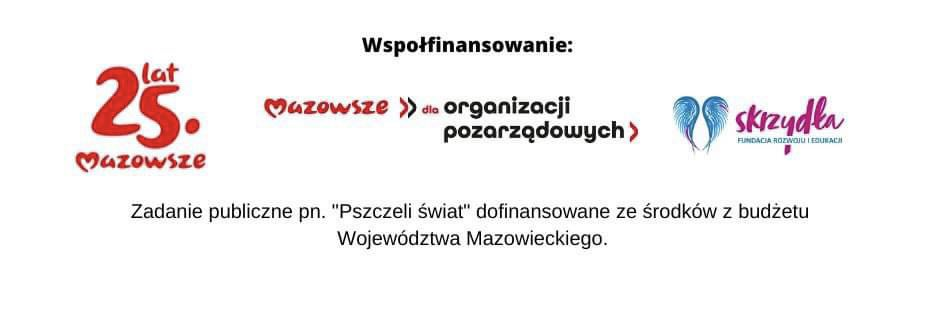 Wspołfinansowanie:
25. lat
Mazowsze
Mazowsze dla organizacji
pozarządowych
skrzydła
FUNDACJA ROZWOJU I EDUKACJI
Zadanie publiczne pn. "Pszczeli świat" dofinansowane ze środków z budżetu
Województwa Mazowieckiego.